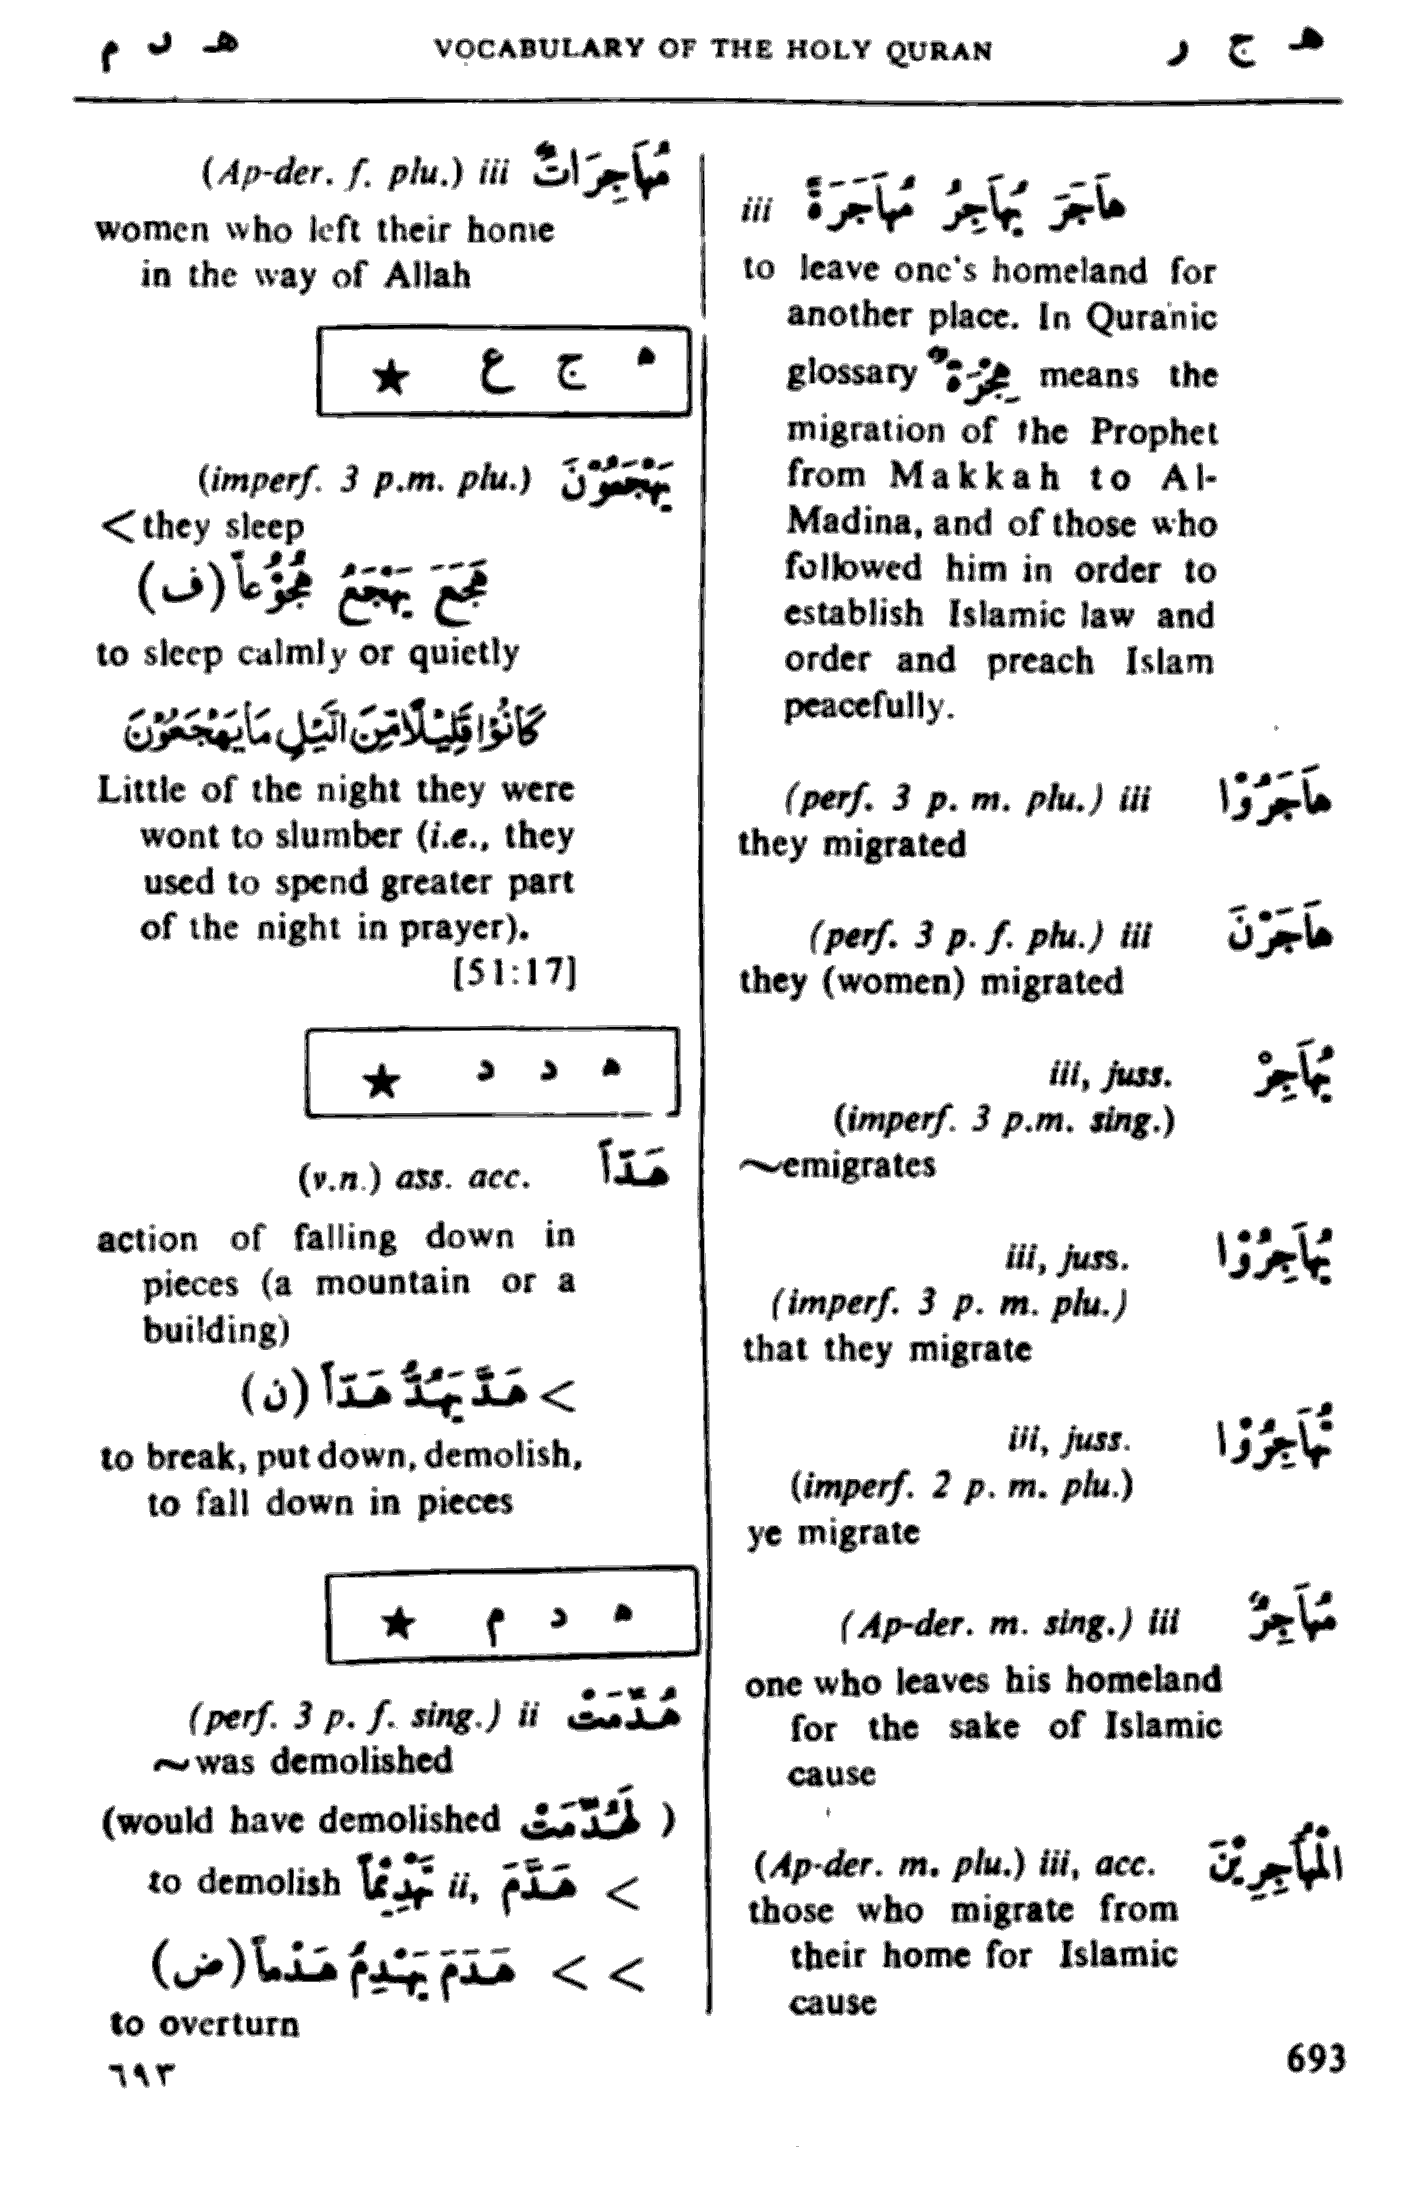 هـ د م VOCABULARY OF THE HOLY QURAN هـ ج ر
iii هَاجَرَ يُهَاجِرُ مُهَاجَرَةً
to leave one's homeland for
another place. In Quranic
glossary هِجْرَةٌ means the
migration of the Prophet
from Makkah to Al-
Madina, and of those who
followed him in order to
establish Islamic law and
order and preach Islam
peacefully.
(perf. 3 p. m. plu.) iii هَاجَرُوْا
they migrated
(perf. 3 p. f. plu.) iii هَاجَرْنَ
they (women) migrated
iii, juss. يُهَاجِرْ
(imperf. 3 p.m. sing.)
~emigrates
iii, juss. يُهَاجِرُوْا
(imperf. 3 p. m. plu.)
that they migrate
iii, juss. تُهَاجِرُوْا
(imperf. 2 p. m. plu.)
ye migrate
(Ap-der. m. sing.) iii مُهَاجِرٌ
one who leaves his homeland
for the sake of Islamic
cause
(Ap-der. m. plu.) iii, acc. الْمُهَاجِرِيْنَ
those who migrate from
their home for Islamic
cause
(Ap-der. f. plu.) iii مُهَاجِرَاتٌ
women who left their home
in the way of Allah
ه ج ع ★
(imperf. 3 p.m. plu.) يَهْجَعُوْنَ
<they sleep
هَجَعَ يَهْجَعُ هُجُوْعاً (ف)
to sleep calmly or quietly
كَانُوْا قَلِيْلًا مِّنَ الَّيْلِ مَا يَهْجَعُوْنَ
Little of the night they were
wont to slumber (i.e., they
used to spend greater part
of the night in prayer).
[51:17]
ه د د ★
(v.n.) ass. acc. هَدّاً
action of falling down in
pieces (a mountain or a
building)
< هَدَّ يَهُدُّ هَدّاً (ن)
to break, put down, demolish,
to fall down in pieces
ه د م ★
(perf. 3 p. f. sing.) ii هُدِّمَتْ
~was demolished
(would have demolished لَهُدِّمَتْ )
to demolish تَهْدِيْماً ii, هَدَّمَ <
< < هَدَمَ يَهْدِمُ هَدْماً (ض)
to overturn
٦٩٣ 693